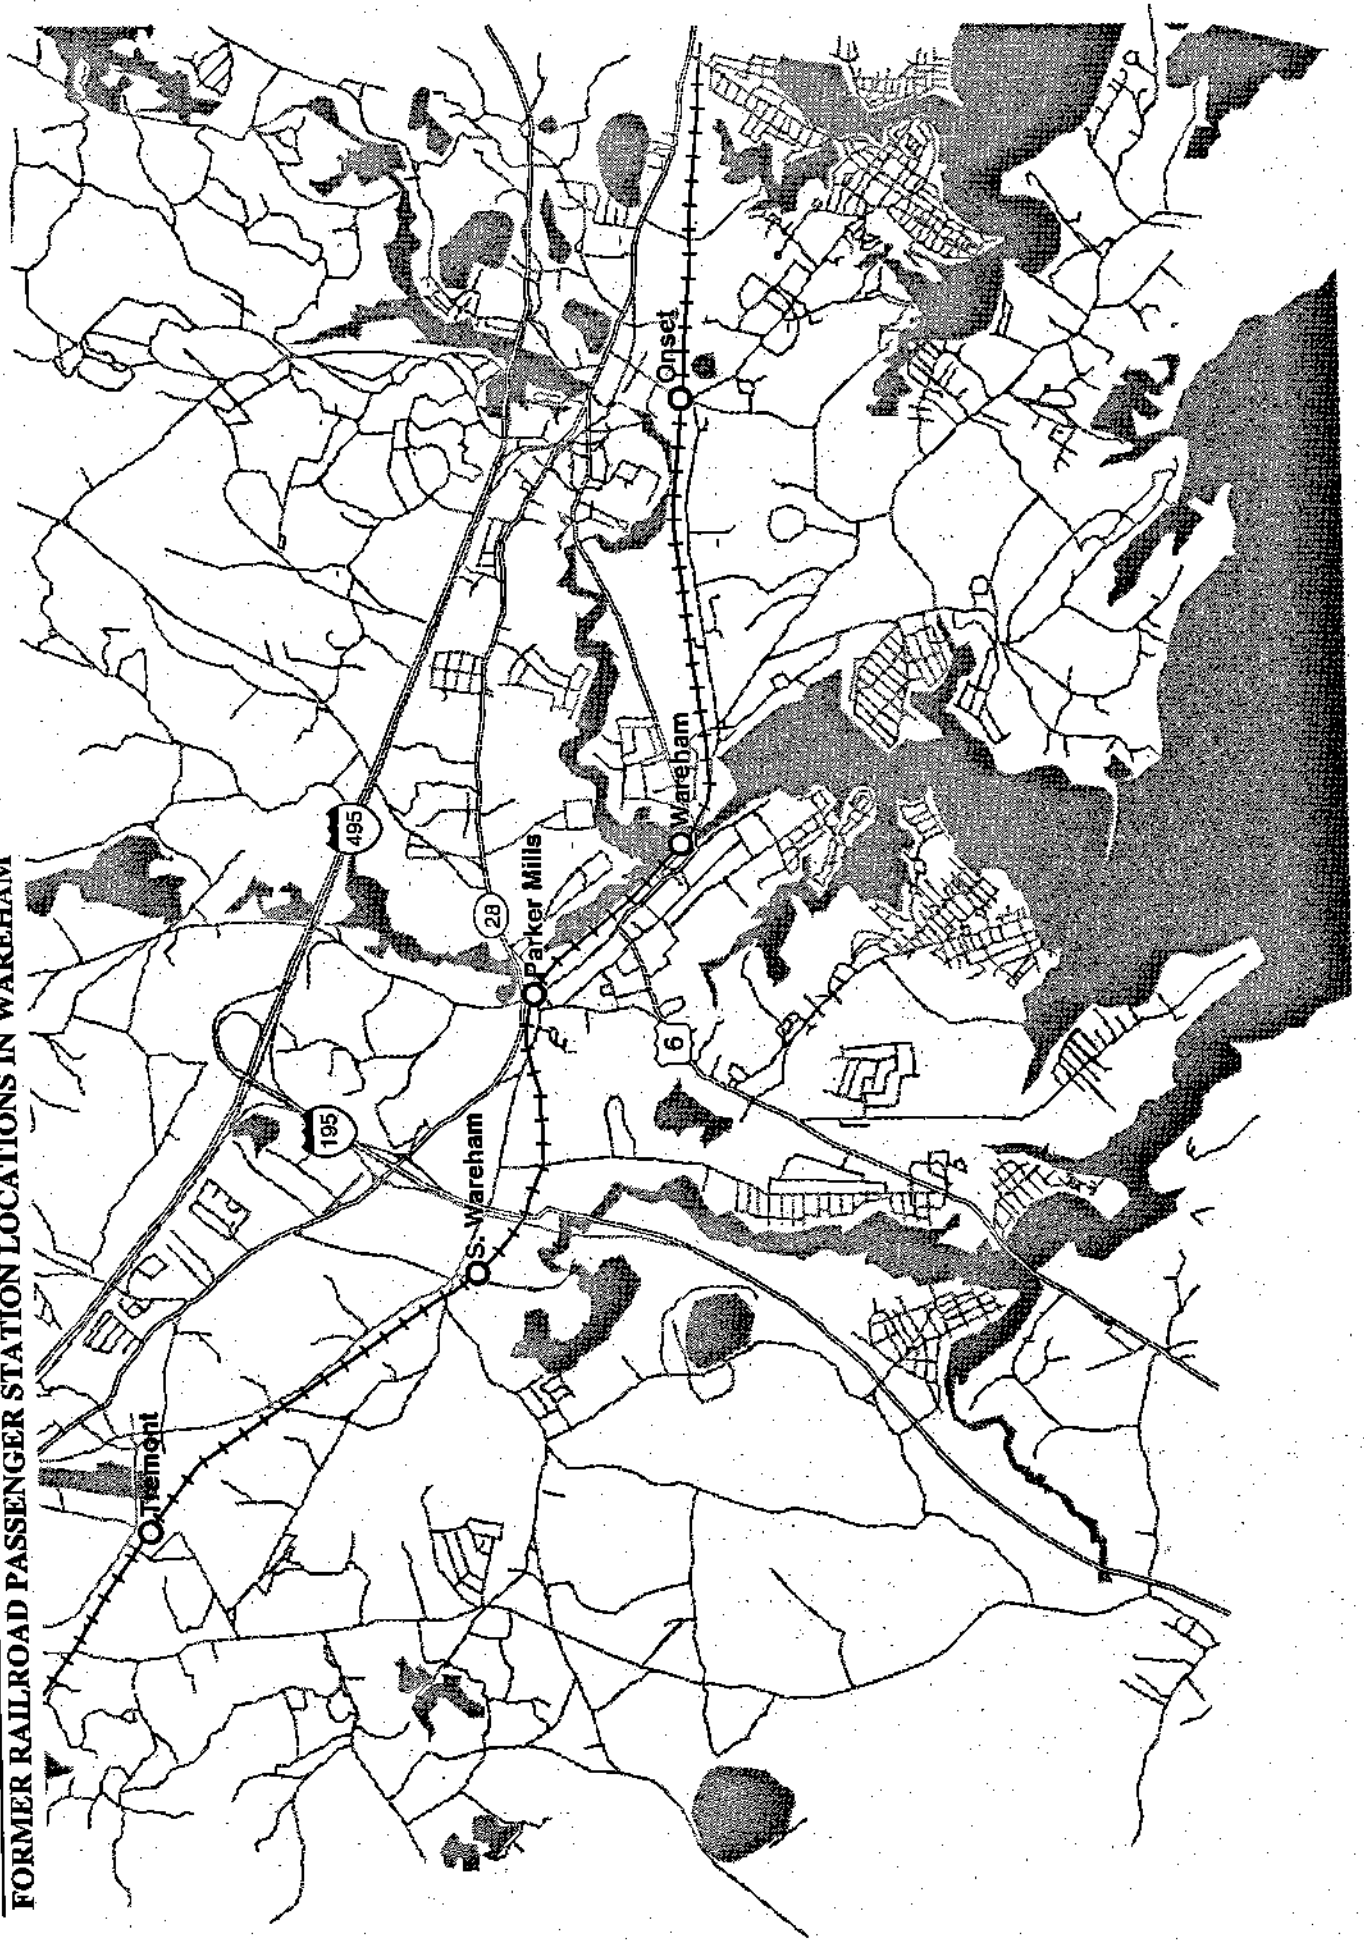 FORMER RAILROAD PASSENGER STATION LOCATIONS IN WAREHAM
Tremont
195
S. Wareham
495
28
Parker Mills
6
Wareham
Onset